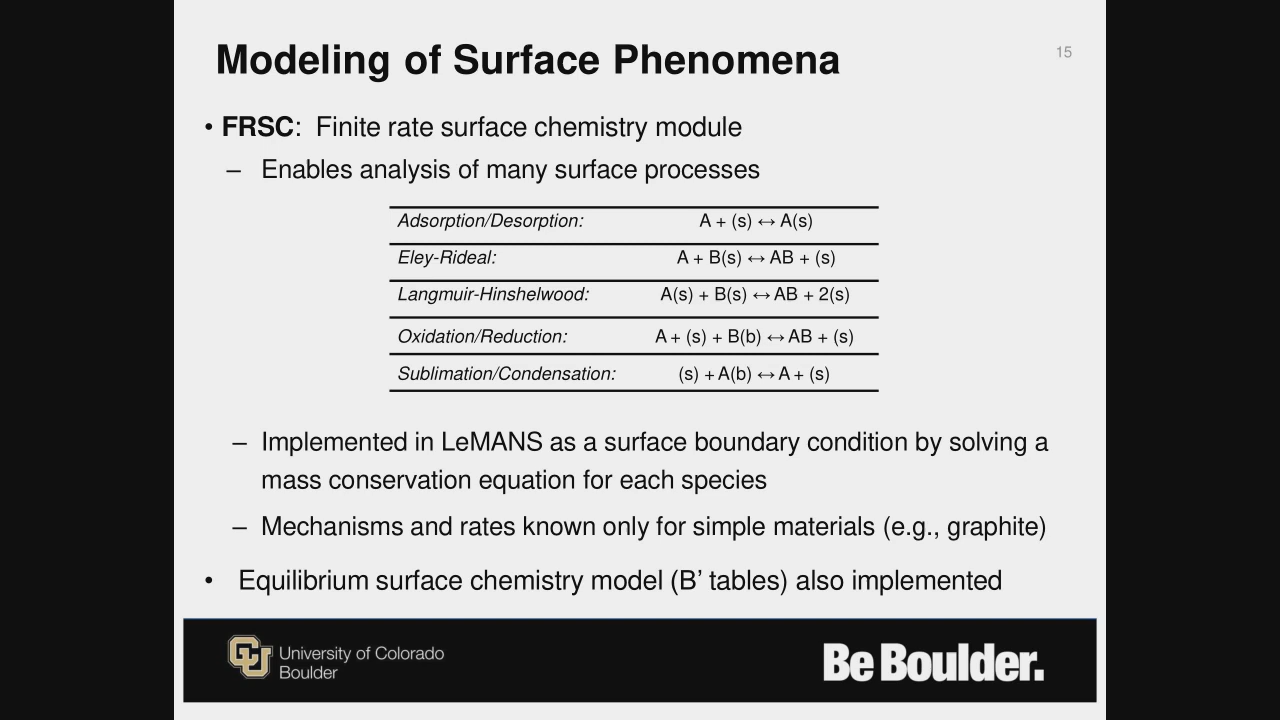 Modeling of Surface Phenomena
15
• FRSC: Finite rate surface chemistry module
– Enables analysis of many surface processes
Adsorption/Desorption: A + (s) ↔ A(s)
Eley-Rideal: A + B(s) ↔ AB + (s)
Langmuir-Hinshelwood: A(s) + B(s) ↔ AB + 2(s)
Oxidation/Reduction: A + (s) + B(b) ↔ AB + (s)
Sublimation/Condensation: (s) + A(b) ↔ A + (s)
– Implemented in LeMANS as a surface boundary condition by solving a
mass conservation equation for each species
– Mechanisms and rates known only for simple materials (e.g., graphite)
• Equilibrium surface chemistry model (B’ tables) also implemented
CU
University of Colorado
Boulder
Be Boulder.